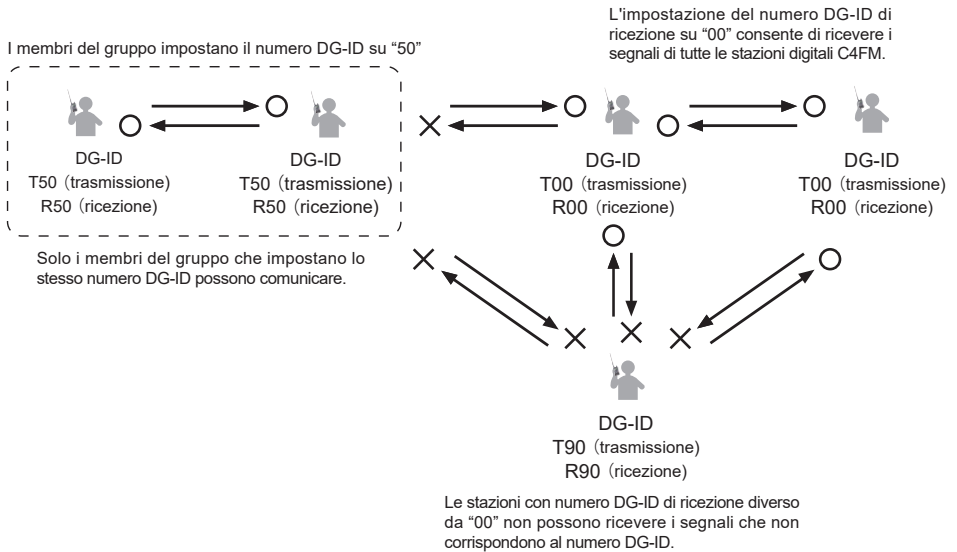 L'impostazione del numero DG-ID di
ricezione su “00” consente di ricevere i
segnali di tutte le stazioni digitali C4FM.
I membri del gruppo impostano il numero DG-ID su “50”
DG-ID
T50 (trasmissione)
R50 (ricezione)
DG-ID
T50 (trasmissione)
R50 (ricezione)
DG-ID
T00 (trasmissione)
R00 (ricezione)
DG-ID
T00 (trasmissione)
R00 (ricezione)
Solo i membri del gruppo che impostano lo
stesso numero DG-ID possono comunicare.
DG-ID
T90 (trasmissione)
R90 (ricezione)
Le stazioni con numero DG-ID di ricezione diverso
da “00” non possono ricevere i segnali che non
corrispondono al numero DG-ID.